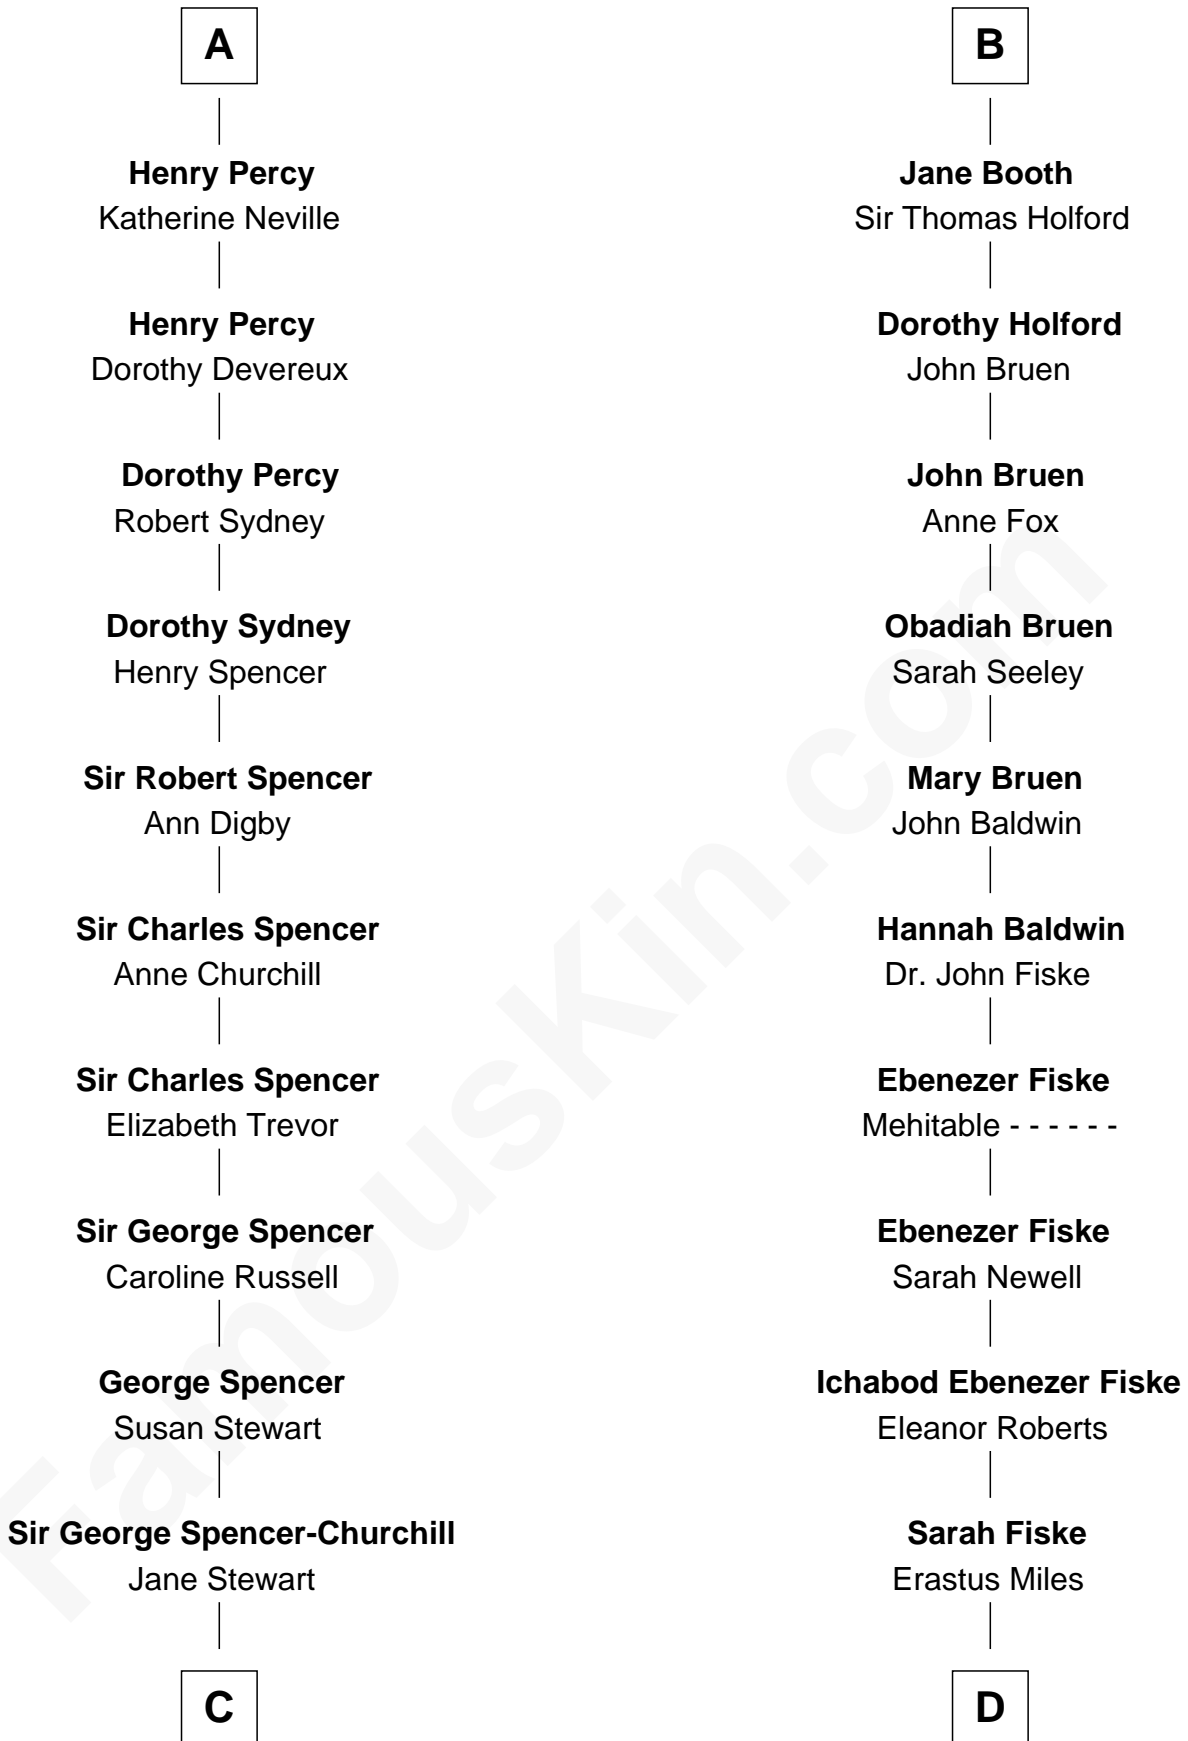 A
Henry Percy
Katherine Neville
Henry Percy
Dorothy Devereux
Dorothy Percy
Robert Sydney
Dorothy Sydney
Henry Spencer
Sir Robert Spencer
Ann Digby
Sir Charles Spencer
Anne Churchill
Sir Charles Spencer
Elizabeth Trevor
Sir George Spencer
Caroline Russell
George Spencer
Susan Stewart
Sir George Spencer-Churchill
Jane Stewart
C
B
Jane Booth
Sir Thomas Holford
Dorothy Holford
John Bruen
John Bruen
Anne Fox
Obadiah Bruen
Sarah Seeley
Mary Bruen
John Baldwin
Hannah Baldwin
Dr. John Fiske
Ebenezer Fiske
Mehitable - - - - - -
Ebenezer Fiske
Sarah Newell
Ichabod Ebenezer Fiske
Eleanor Roberts
Sarah Fiske
Erastus Miles
D
FamousKin.com